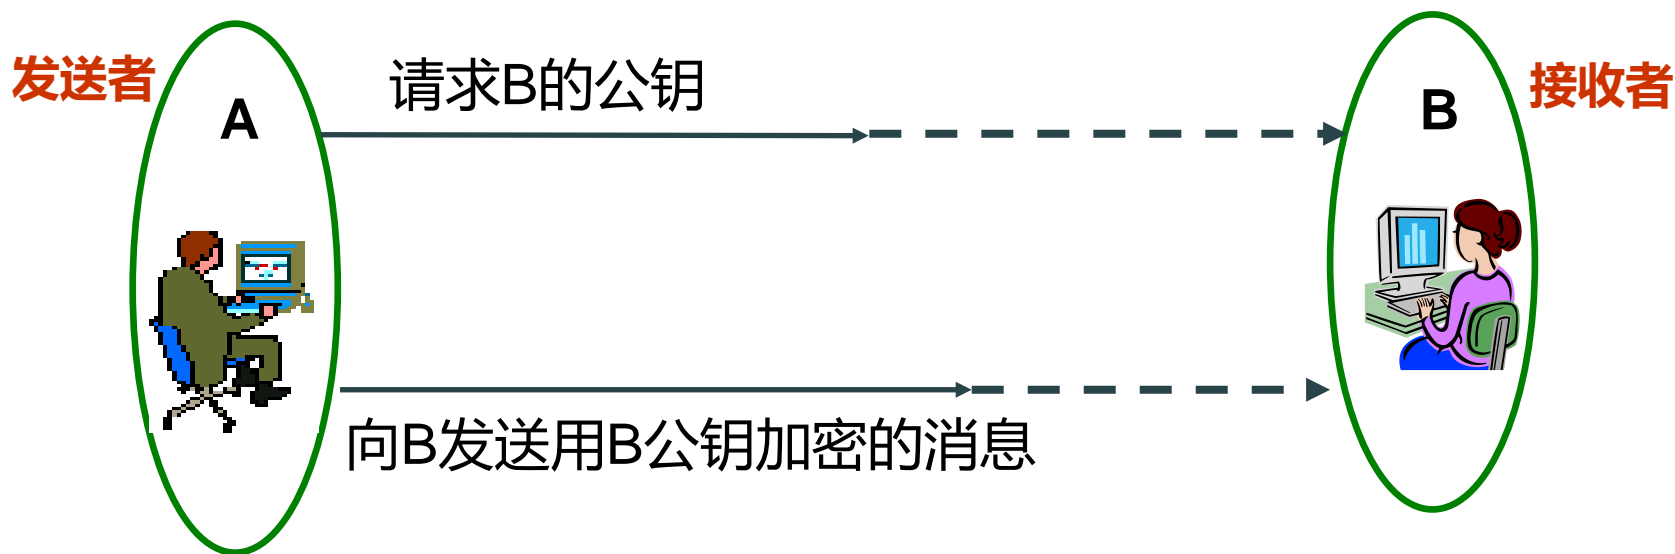 发送者
A
请求B的公钥
B
接收者
向B发送用B公钥加密的消息